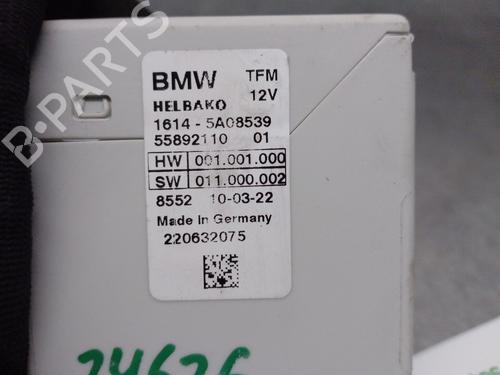 B-PARTS
BMW TFM
HELBAKO 12V
1614 - 5A08539
55892110 01
HW 001.001.000
SW 011.000.002
8552 10-03-22
Made In Germany
220632075
24626